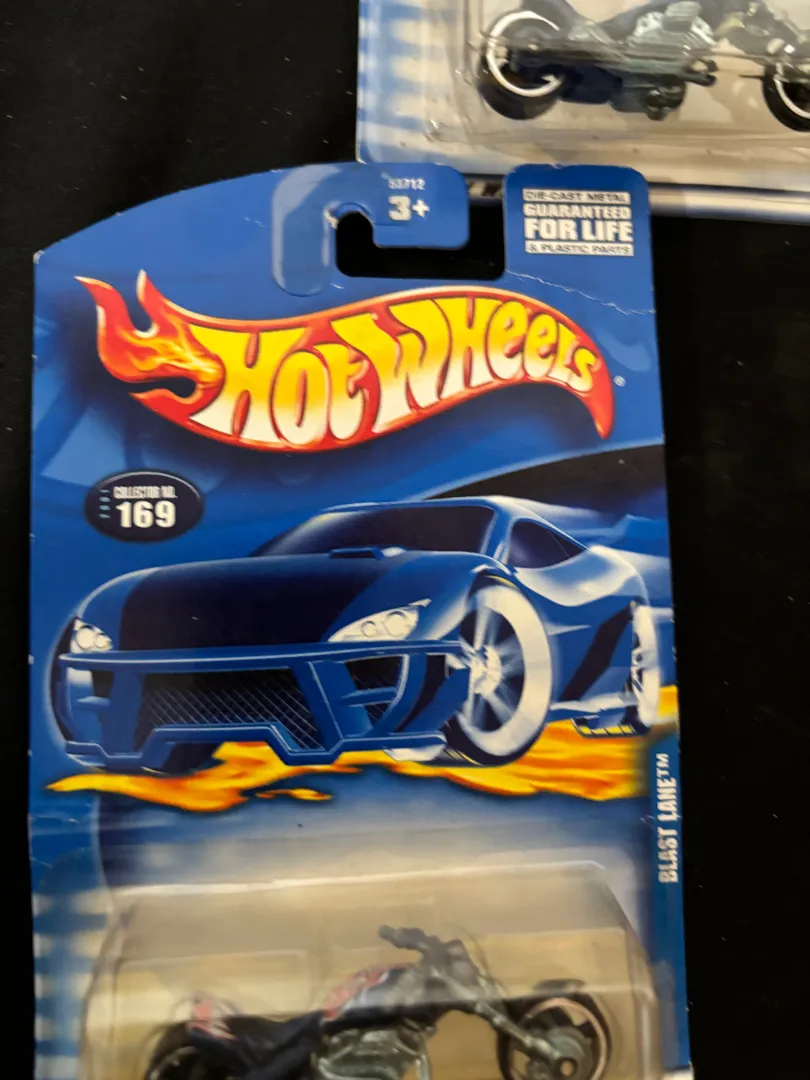 53712
3+
DIE-CAST METAL
GUARANTEED
FOR LIFE
& PLASTIC PARTS
HOT WHEELS
®
COLLECTOR NO.
169
BLAST LANE™